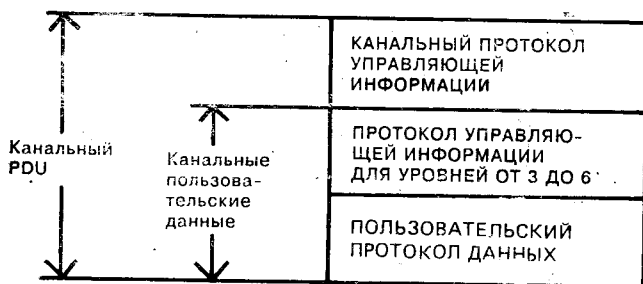 КАНАЛЬНЫЙ ПРОТОКОЛ
УПРАВЛЯЮЩЕЙ
ИНФОРМАЦИИ
Канальный
PDU
Канальные
пользова-
тельские
данные
ПРОТОКОЛ УПРАВЛЯЮ-
ЩЕЙ ИНФОРМАЦИИ
ДЛЯ УРОВНЕЙ ОТ 3 ДО 6
ПОЛЬЗОВАТЕЛЬСКИЙ
ПРОТОКОЛ ДАННЫХ